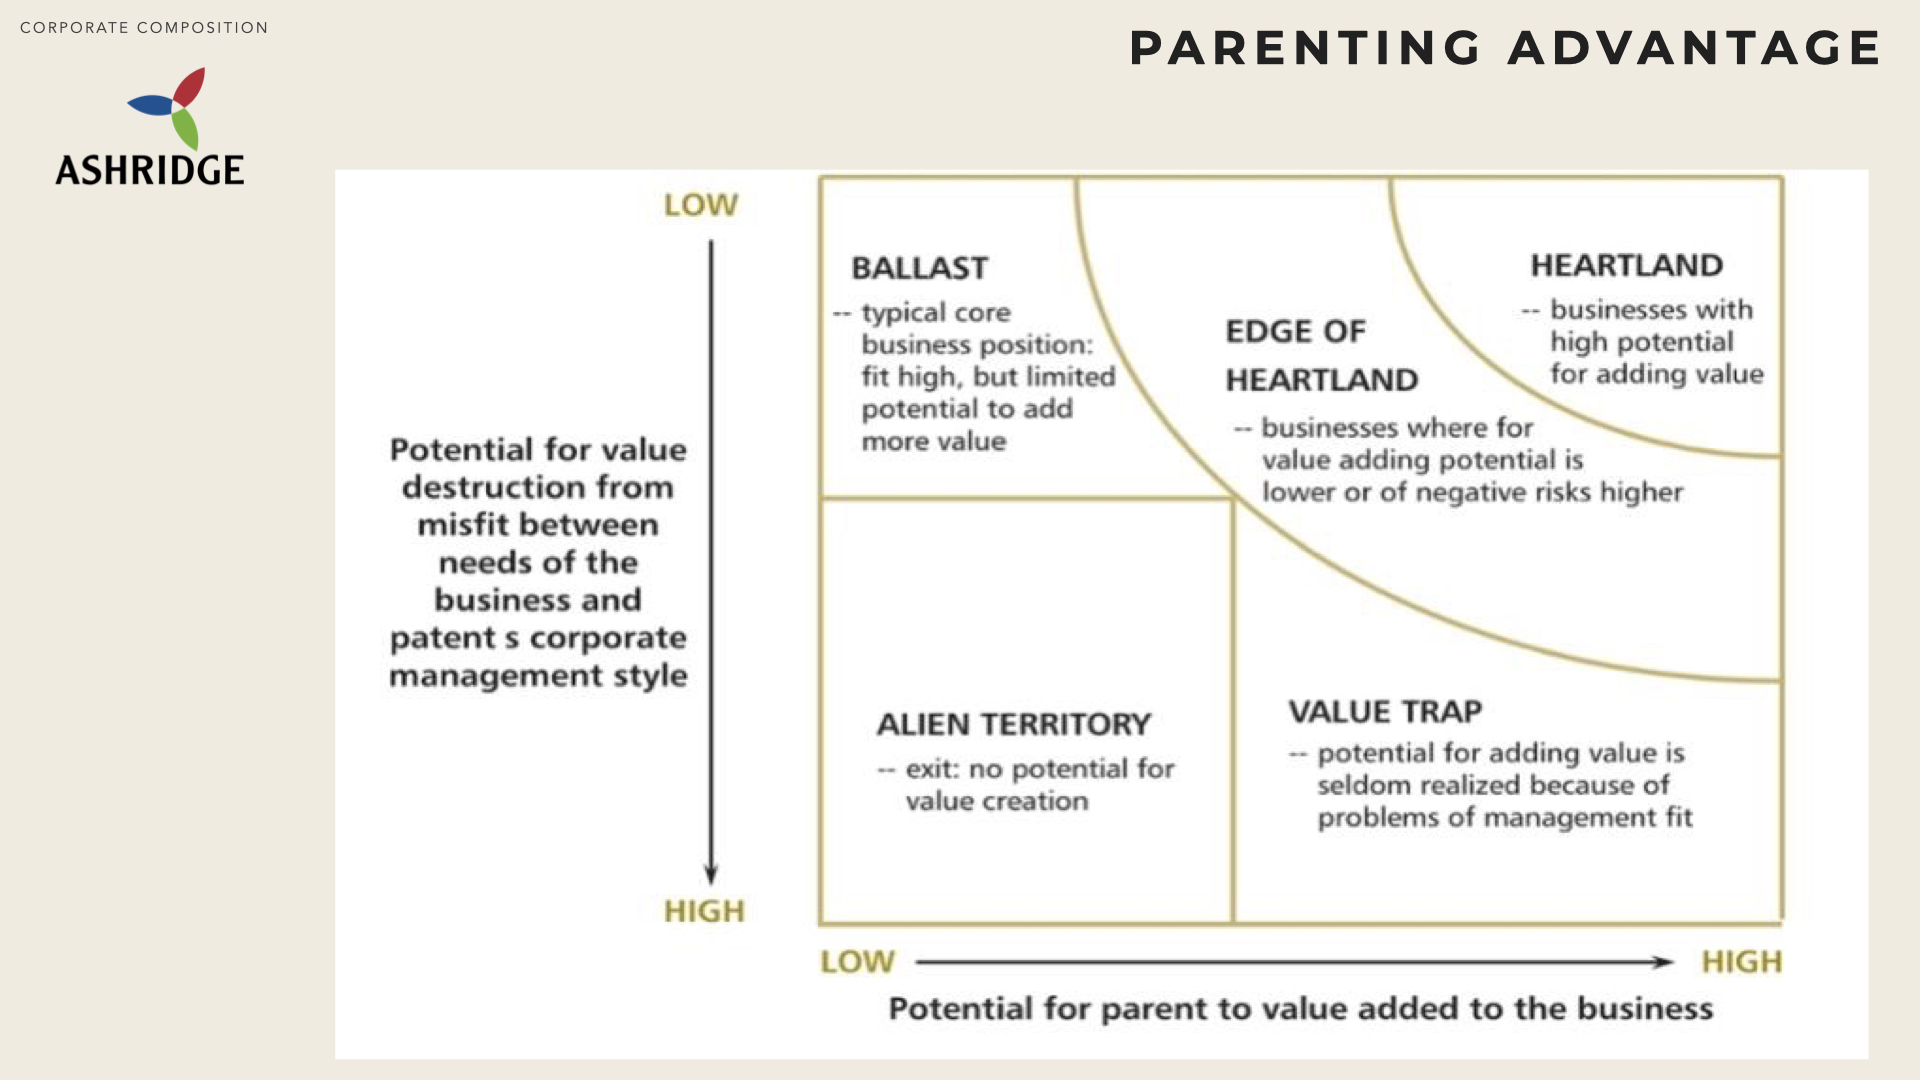 CORPORATE COMPOSITION
PARENTING ADVANTAGE
ASHRIDGE
LOW
Potential for value
destruction from
misfit between
needs of the
business and
patent s corporate
management style
HIGH
BALLAST
-- typical core
business position:
fit high, but limited
potential to add
more value
EDGE OF
HEARTLAND
-- businesses where for
value adding potential is
lower or of negative risks higher
HEARTLAND
-- businesses with
high potential
for adding value
ALIEN TERRITORY
-- exit: no potential for
value creation
VALUE TRAP
-- potential for adding value is
seldom realized because of
problems of management fit
LOW
HIGH
Potential for parent to value added to the business